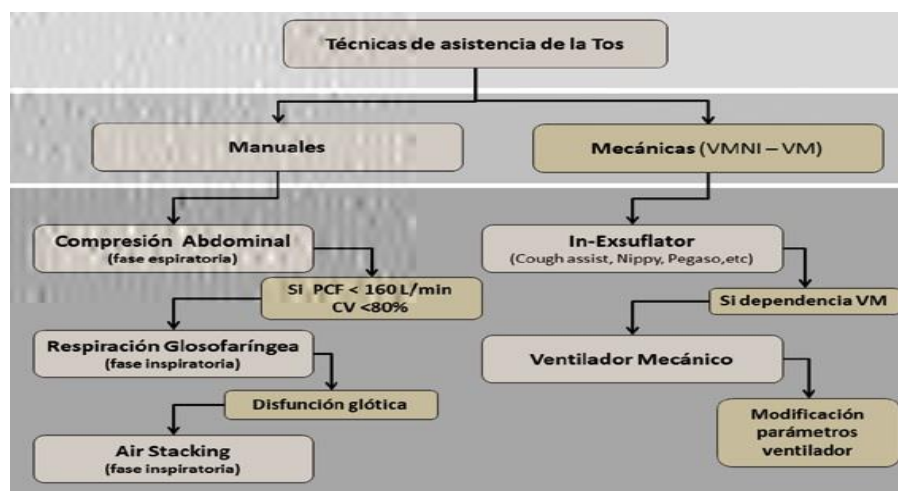 Técnicas de asistencia de la Tos
Manuales
Mecánicas (VMNI – VM)
Compresión Abdominal
(fase espiratoria)
Si PCF < 160 L/min
CV <80%
Respiración Glosofaríngea
(fase inspiratoria)
Disfunción glótica
Air Stacking
(fase inspiratoria)
In-Exsuflator
(Cough assist, Nippy, Pegaso,etc)
Si dependencia VM
Ventilador Mecánico
Modificación
parámetros
ventilador